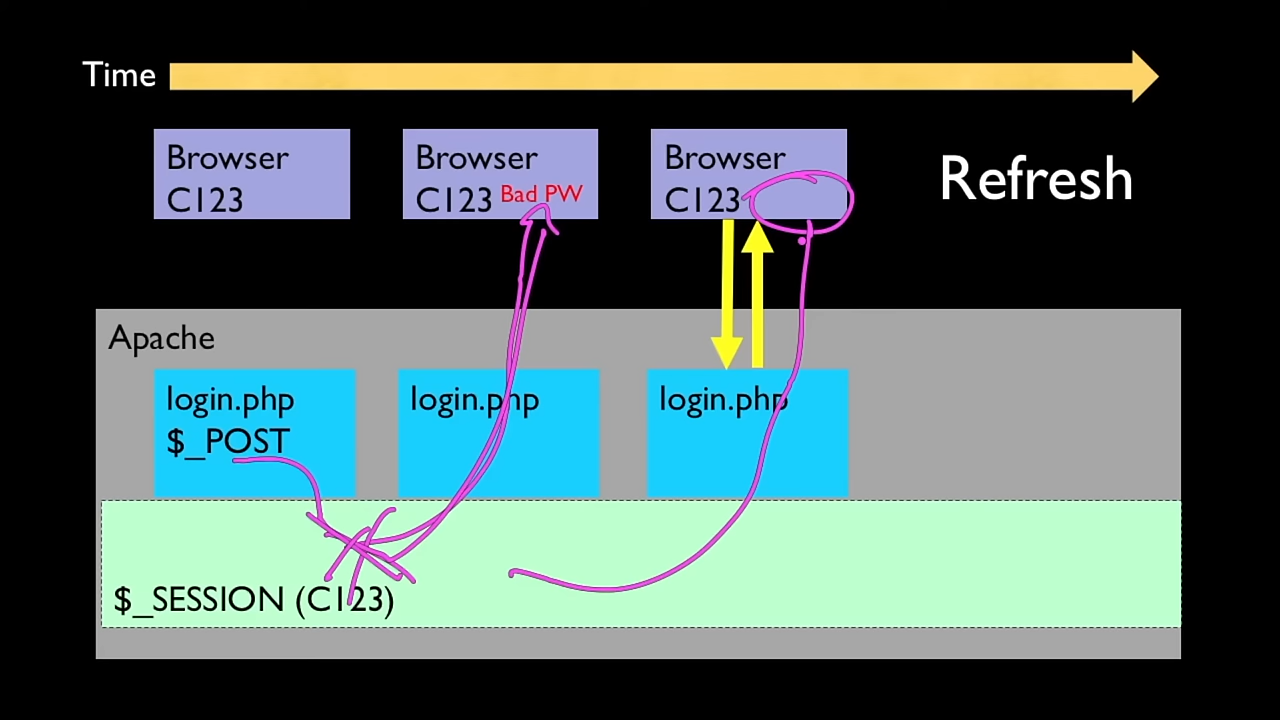 Time
Browser
C123
Browser
C123 Bad PW
Browser
C123
Refresh
Apache
login.php
$_POST
login.php
login.php
$_SESSION (C123)